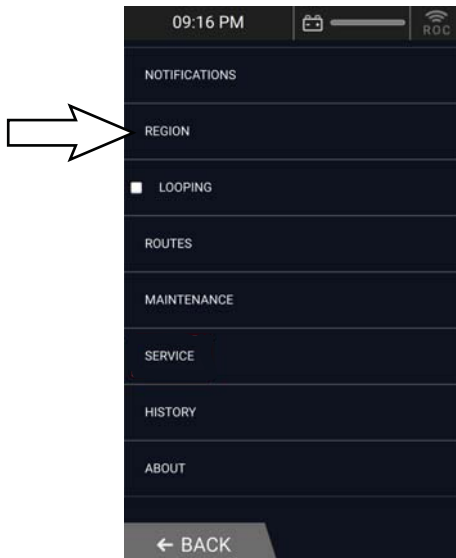 09:16 PM
ROC
NOTIFICATIONS
REGION
LOOPING
ROUTES
MAINTENANCE
SERVICE
HISTORY
ABOUT
← BACK